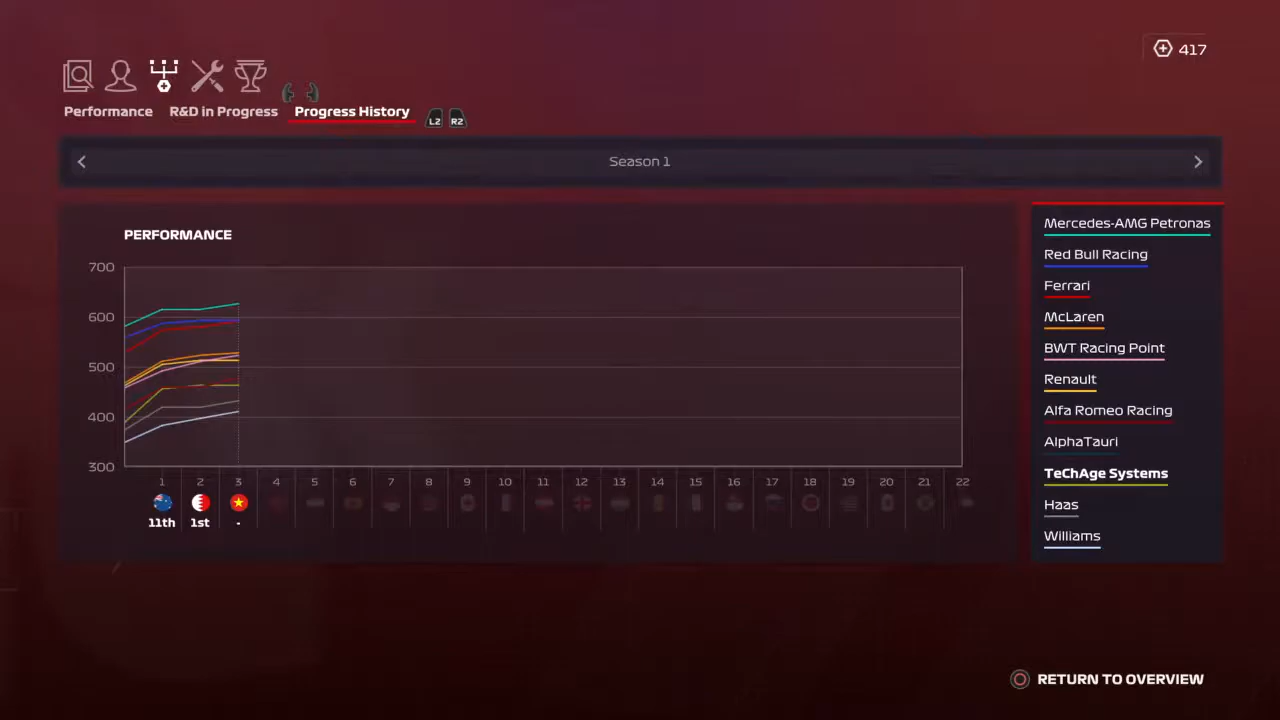 417
Performance R&D in Progress Progress History L2 R2
Season 1
PERFORMANCE
700
600
500
400
300
1 2 3 4 5 6 7 8 9 10 11 12 13 14 15 16 17 18 19 20 21 22
11th 1st -
Mercedes-AMG Petronas
Red Bull Racing
Ferrari
McLaren
BWT Racing Point
Renault
Alfa Romeo Racing
AlphaTauri
TeChAge Systems
Haas
Williams
RETURN TO OVERVIEW